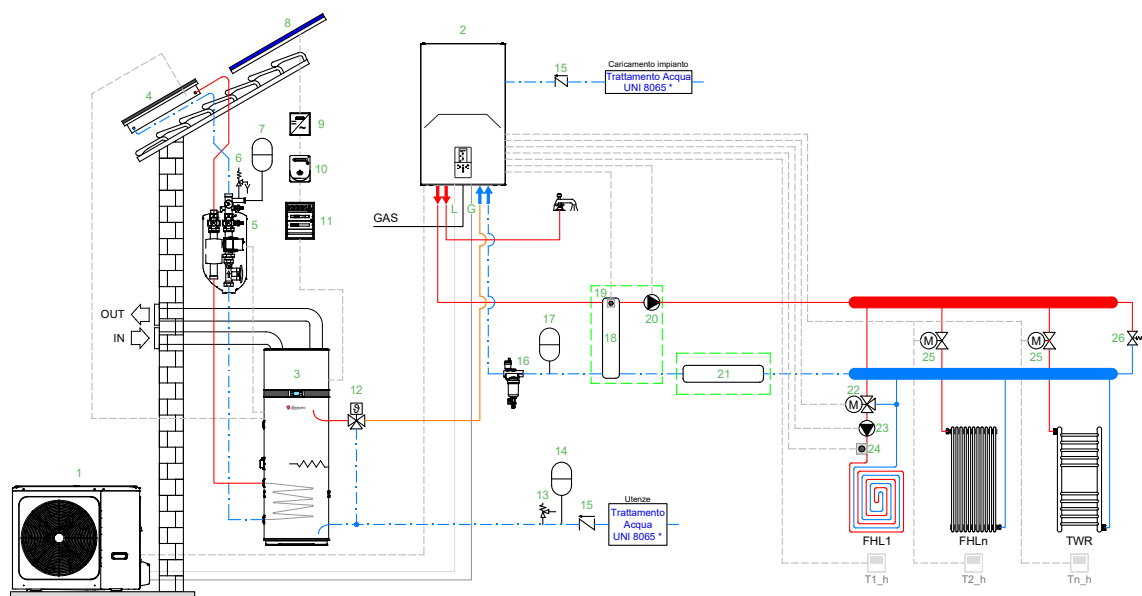 8
2
Caricamento impianto
15
Trattamento Acqua
UNI 8065 *
4
9
7
6
10
L
G
GAS
5
11
OUT
IN
19
20
18
17
16
21
M
25
M
25
26
3
12
22
M
23
24
14
13
15
Utenze
Trattamento
Acqua
UNI 8065 *
1
FHL1
FHLn
TWR
T1_h
T2_h
Tn_h